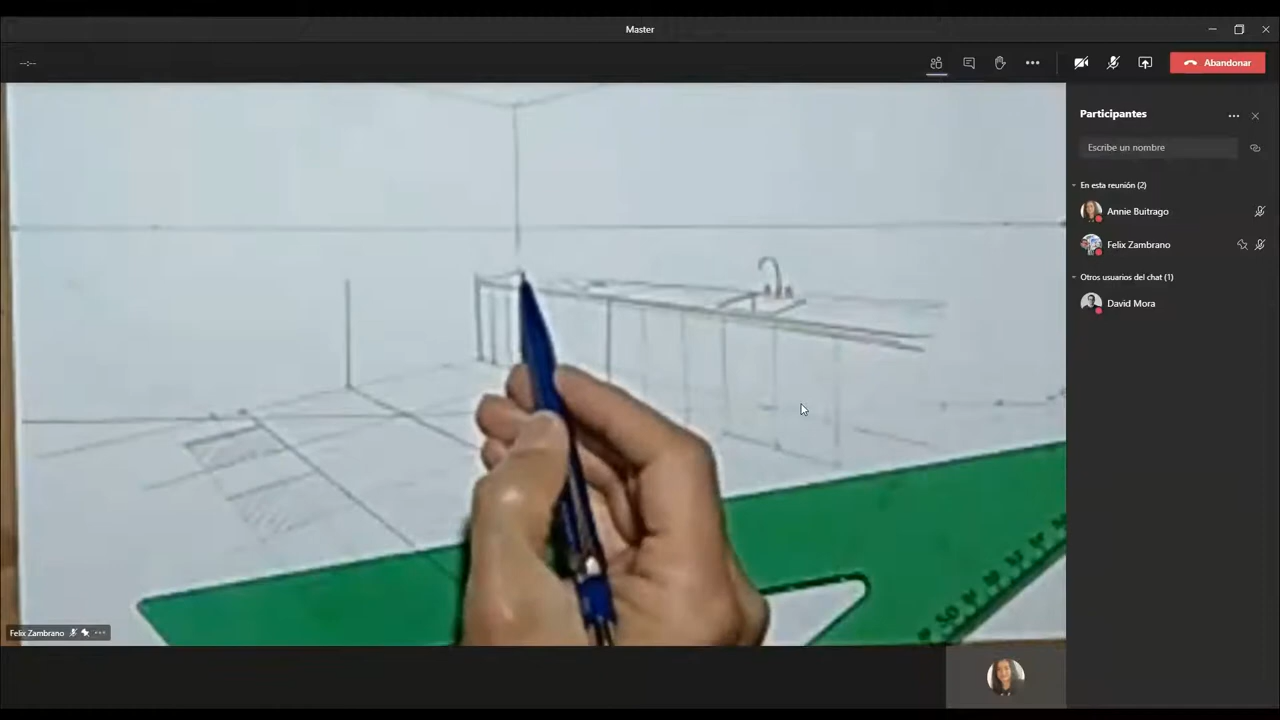 Master
--:--
Abandonar
Participantes
Escribe un nombre
En esta reunión (2)
Annie Buitrago
Felix Zambrano
Otros usuarios del chat (1)
David Mora
Felix Zambrano
50